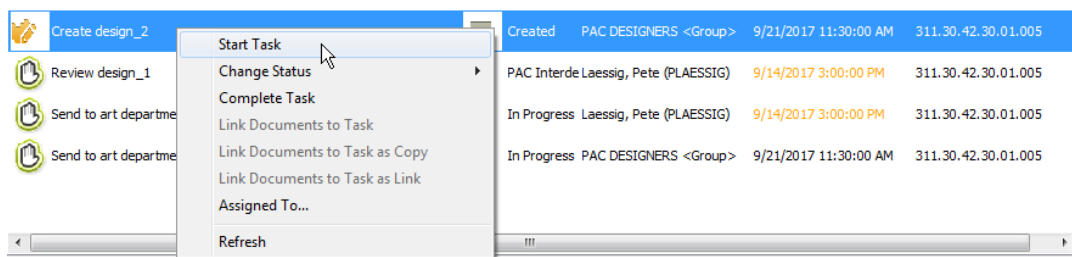 Create design_2 Created PAC DESIGNERS <Group> 9/21/2017 11:30:00 AM 311.30.42.30.01.005
Start Task
Review design_1 Change Status PAC Interde Laessig, Pete (PLAESSIG) 9/14/2017 3:00:00 PM 311.30.42.30.01.005
Complete Task
Send to art departme In Progress Laessig, Pete (PLAESSIG) 9/14/2017 3:00:00 PM 311.30.42.30.01.005
Link Documents to Task
Send to art departme Link Documents to Task as Copy In Progress PAC DESIGNERS <Group> 9/21/2017 11:30:00 AM 311.30.42.30.01.005
Link Documents to Task as Link
Assigned To...
Refresh